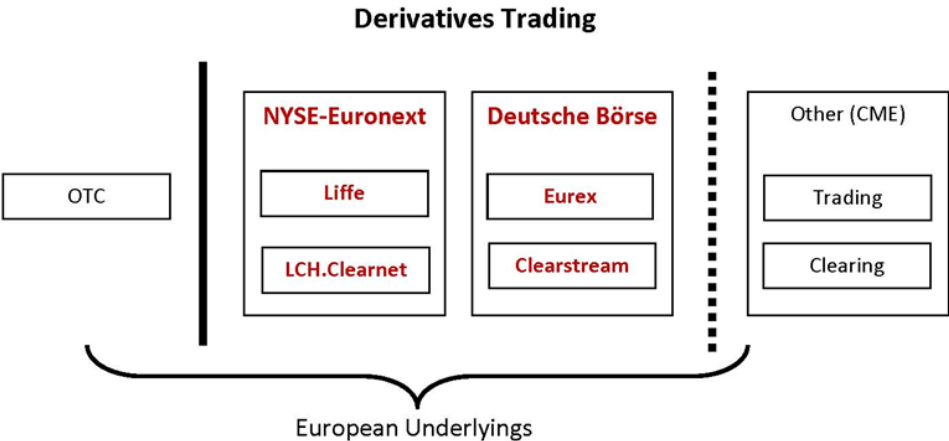 Derivatives Trading
OTC
NYSE-Euronext
Liffe
LCH.Clearnet
Deutsche Börse
Eurex
Clearstream
Other (CME)
Trading
Clearing
European Underlyings